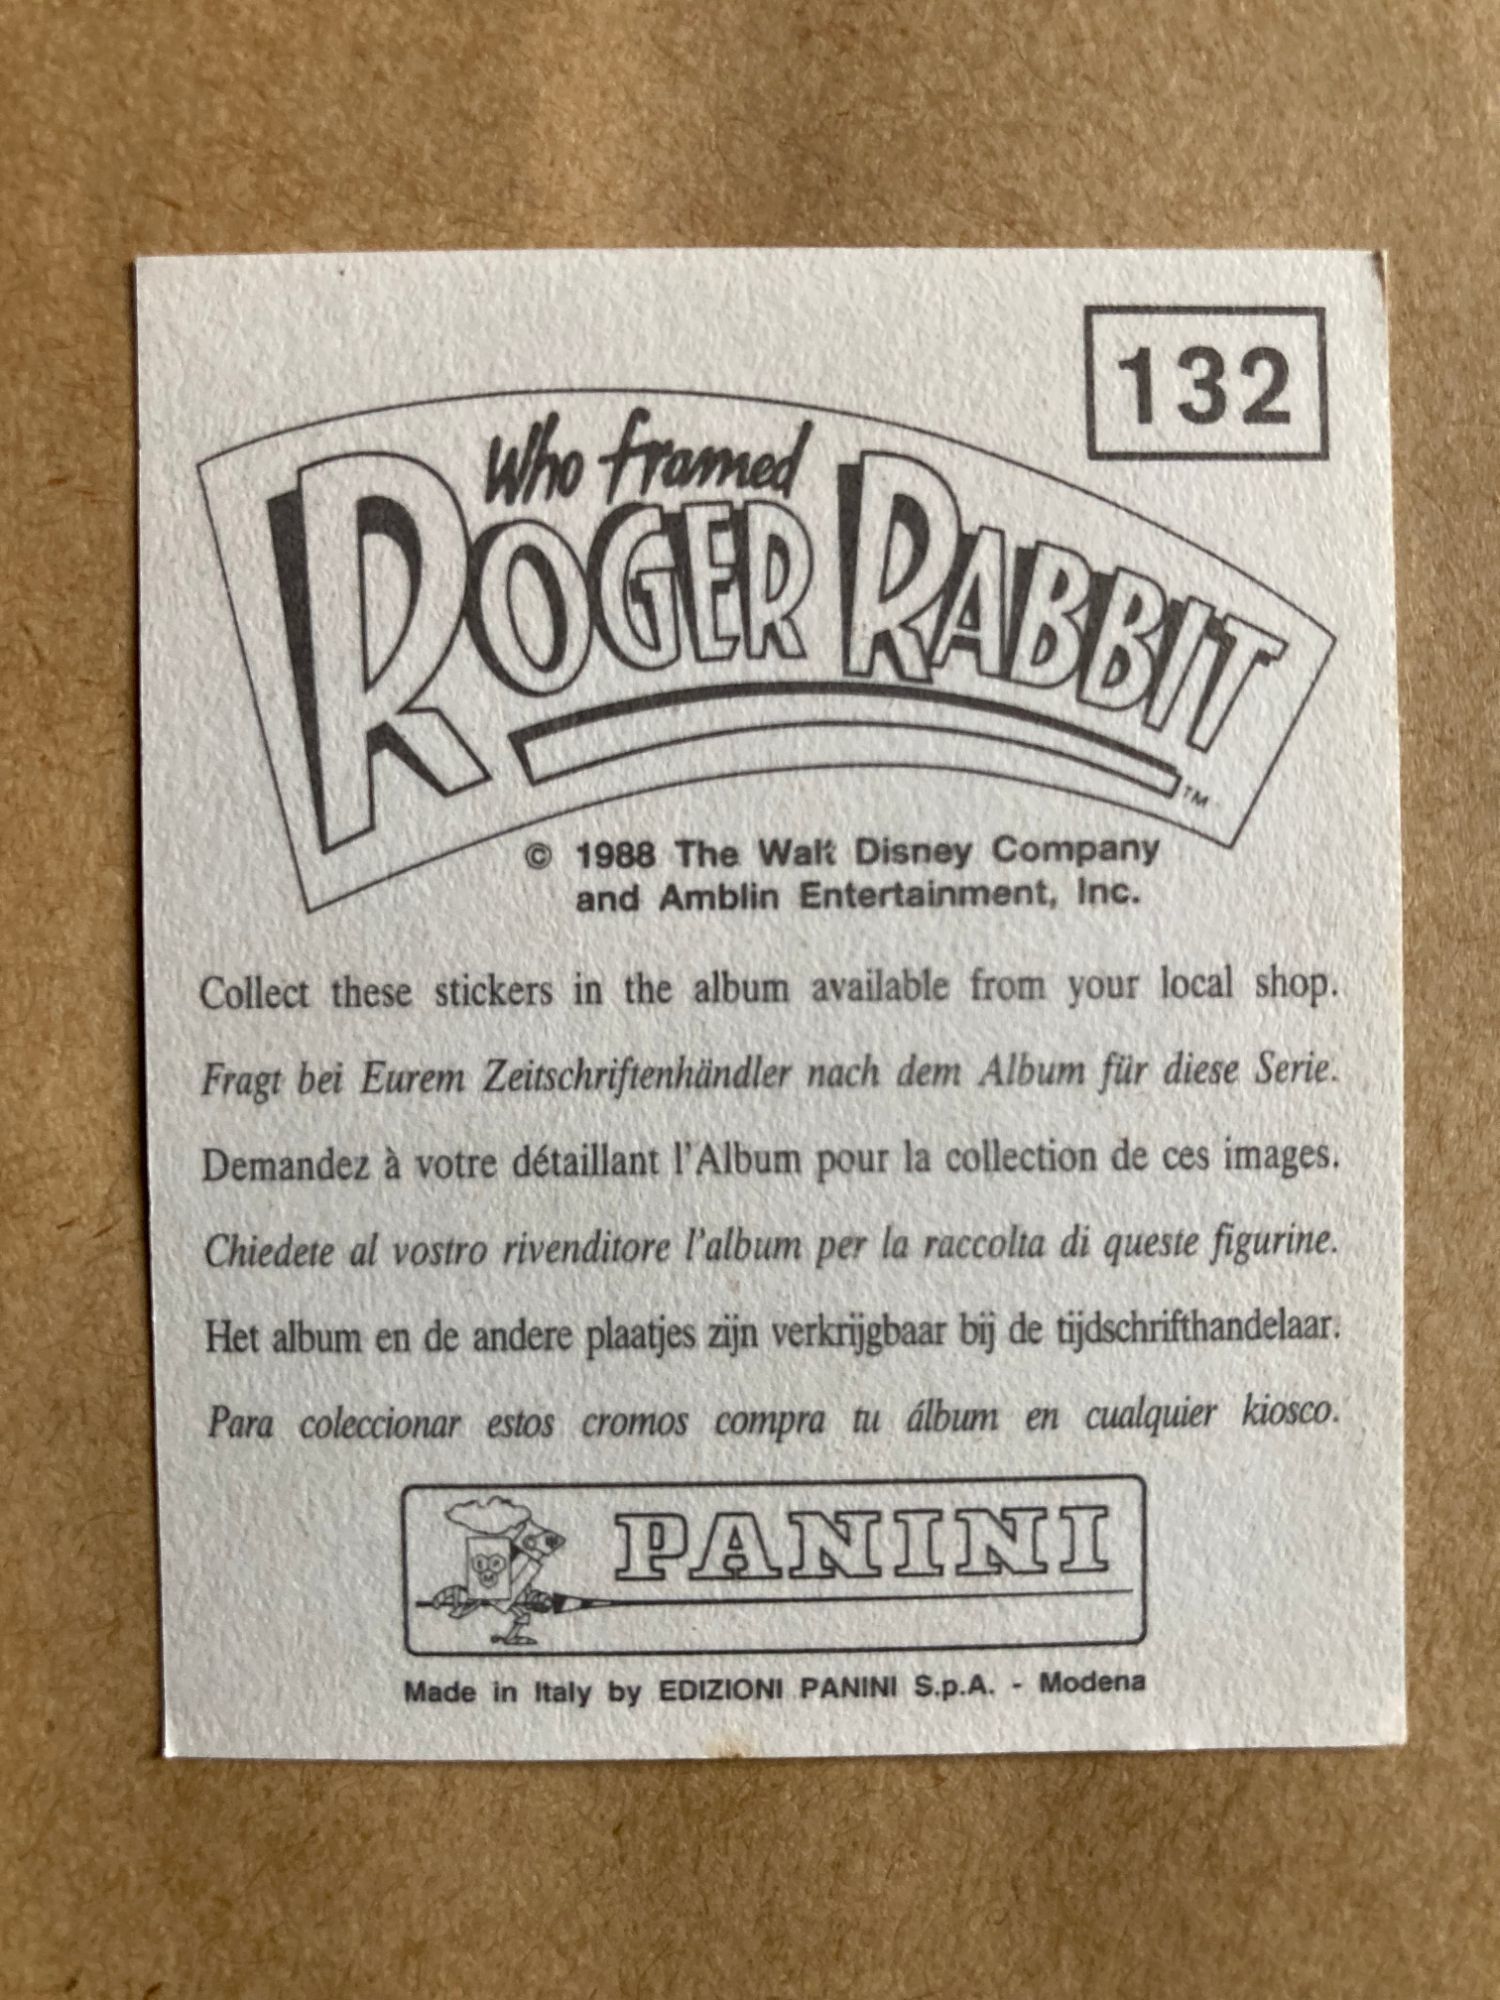 132
Who framed
ROGER RABBIT
TM
© 1988 The Walt Disney Company
and Amblin Entertainment, Inc.
Collect these stickers in the album available from your local shop.
Fragt bei Eurem Zeitschriftenhändler nach dem Album für diese Serie.
Demandez à votre détaillant l'Album pour la collection de ces images.
Chiedete al vostro rivenditore l'album per la raccolta di queste figurine.
Het album en de andere plaatjes zijn verkrijgbaar bij de tijdschrifthandelaar.
Para coleccionar estos cromos compra tu álbum en cualquier kiosco.
PANINI
Made in Italy by EDIZIONI PANINI S.p.A. - Modena